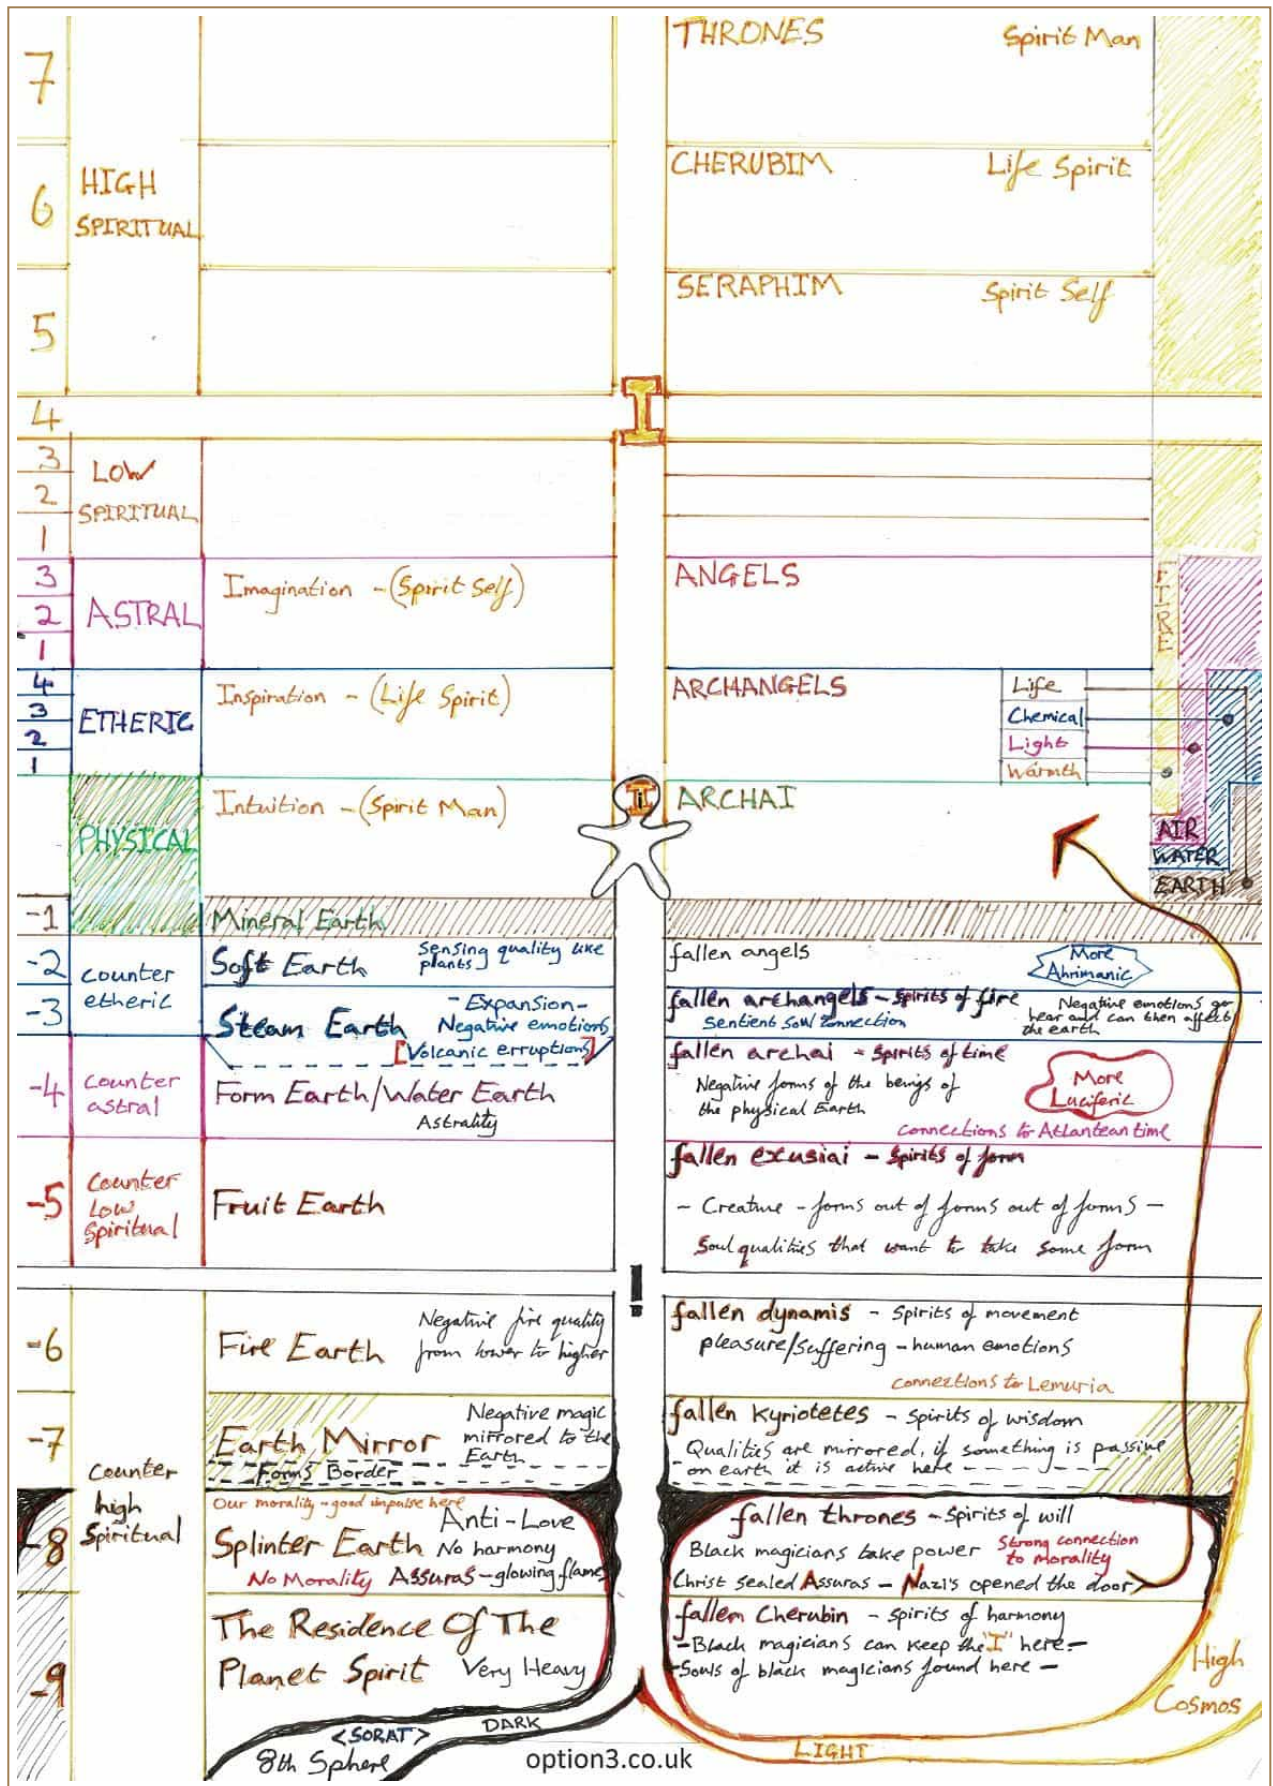 7
THRONES Spirit Man
6
HIGH
SPIRITUAL
CHERUBIM Life Spirit
5
SERAPHIM Spirit Self
4
I
3
2
1
LOW
SPIRITUAL
3
2
1
ASTRAL
Imagination - (Spirit Self)
ANGELS
FIRE
4
3
2
1
ETHERIC
Inspiration - (Life Spirit)
ARCHANGELS
Life
Chemical
Light
Warmth
PHYSICAL
Intuition - (Spirit Man)
I
ARCHAI
AIR
WATER
EARTH
-1
Mineral Earth
-2
-3
Counter
etheric
Soft Earth
Sensing quality like
plants
fallen angels
More
Ahrimanic
Steam Earth
- Expansion -
Negative emotions
[Volcanic erruptions]
fallen archangels - Spirits of fire
Sentient soul connection
Negative emotions go
hear and can then affect
the earth
-4
Counter
astral
Form Earth/Water Earth
Astrality
fallen archai - Spirits of time
Negative forms of the beings of
the physical Earth
More
Luciferic
connections to Atlantean time
-5
Counter
Low
Spiritual
Fruit Earth
fallen exusiai - Spirits of form
- Creature - forms out of forms out of forms -
Soul qualities that want to take some form
!
-6
Fire Earth
Negative fire quality
from lower to higher
fallen dynamis - Spirits of movement
pleasure/suffering - human emotions
connections to Lemuria
-7
Earth Mirror
Negative magic
mirrored to the
Earth
Forms Border
fallen Kyriotetes - Spirits of wisdom
Qualities are mirrored, if something is passive
on earth it is active here
Counter
high
Spiritual
-8
Our morality - good impulse here
Splinter Earth
Anti-Love
No harmony
No Morality Assuras - glowing flame
fallen thrones - Spirits of will
Black magicians take power Strong connection
to morality
Christ sealed Assuras - Nazi's opened the door
-9
The Residence Of The
Planet Spirit Very Heavy
fallen Cherubin - spirits of harmony
- Black magicians can keep the "I" here -
- Souls of black magicians found here -
High
Cosmos
<SORAT>
8th Sphere
DARK
LIGHT
option3.co.uk